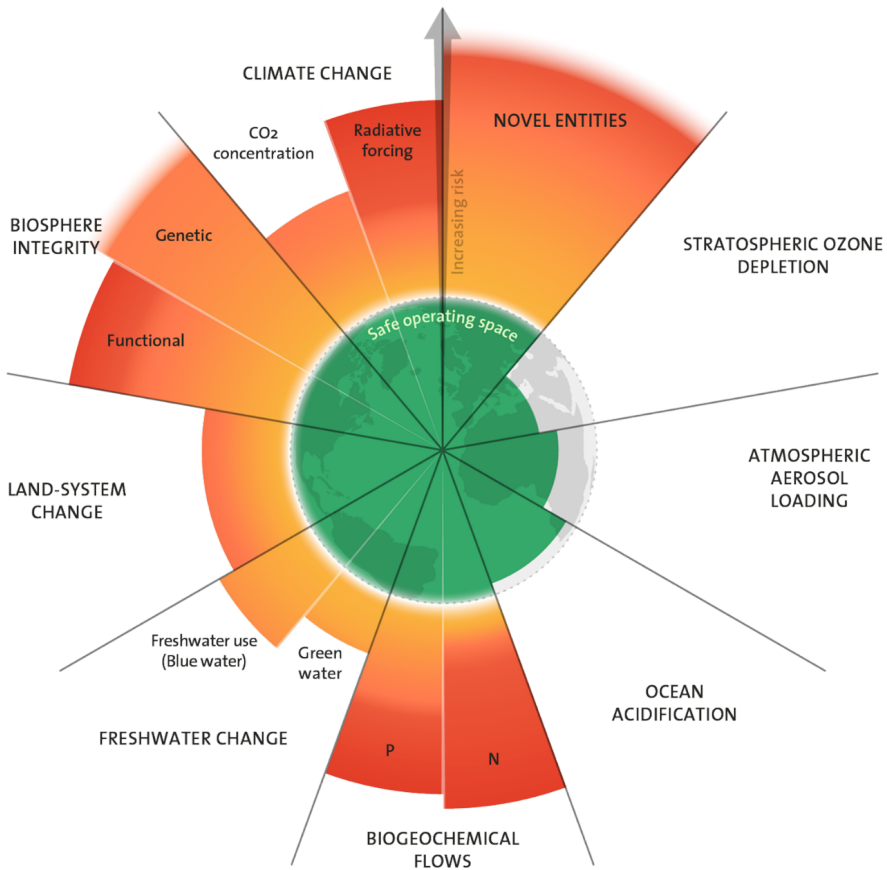 CLIMATE CHANGE
CO2
concentration
Radiative
forcing
NOVEL ENTITIES
Increasing risk
STRATOSPHERIC OZONE
DEPLETION
BIOSPHERE
INTEGRITY
Genetic
Functional
Safe operating space
ATMOSPHERIC
AEROSOL
LOADING
LAND-SYSTEM
CHANGE
Freshwater use
(Blue water)
Green
water
FRESHWATER CHANGE
P
N
OCEAN
ACIDIFICATION
BIOGEOCHEMICAL
FLOWS